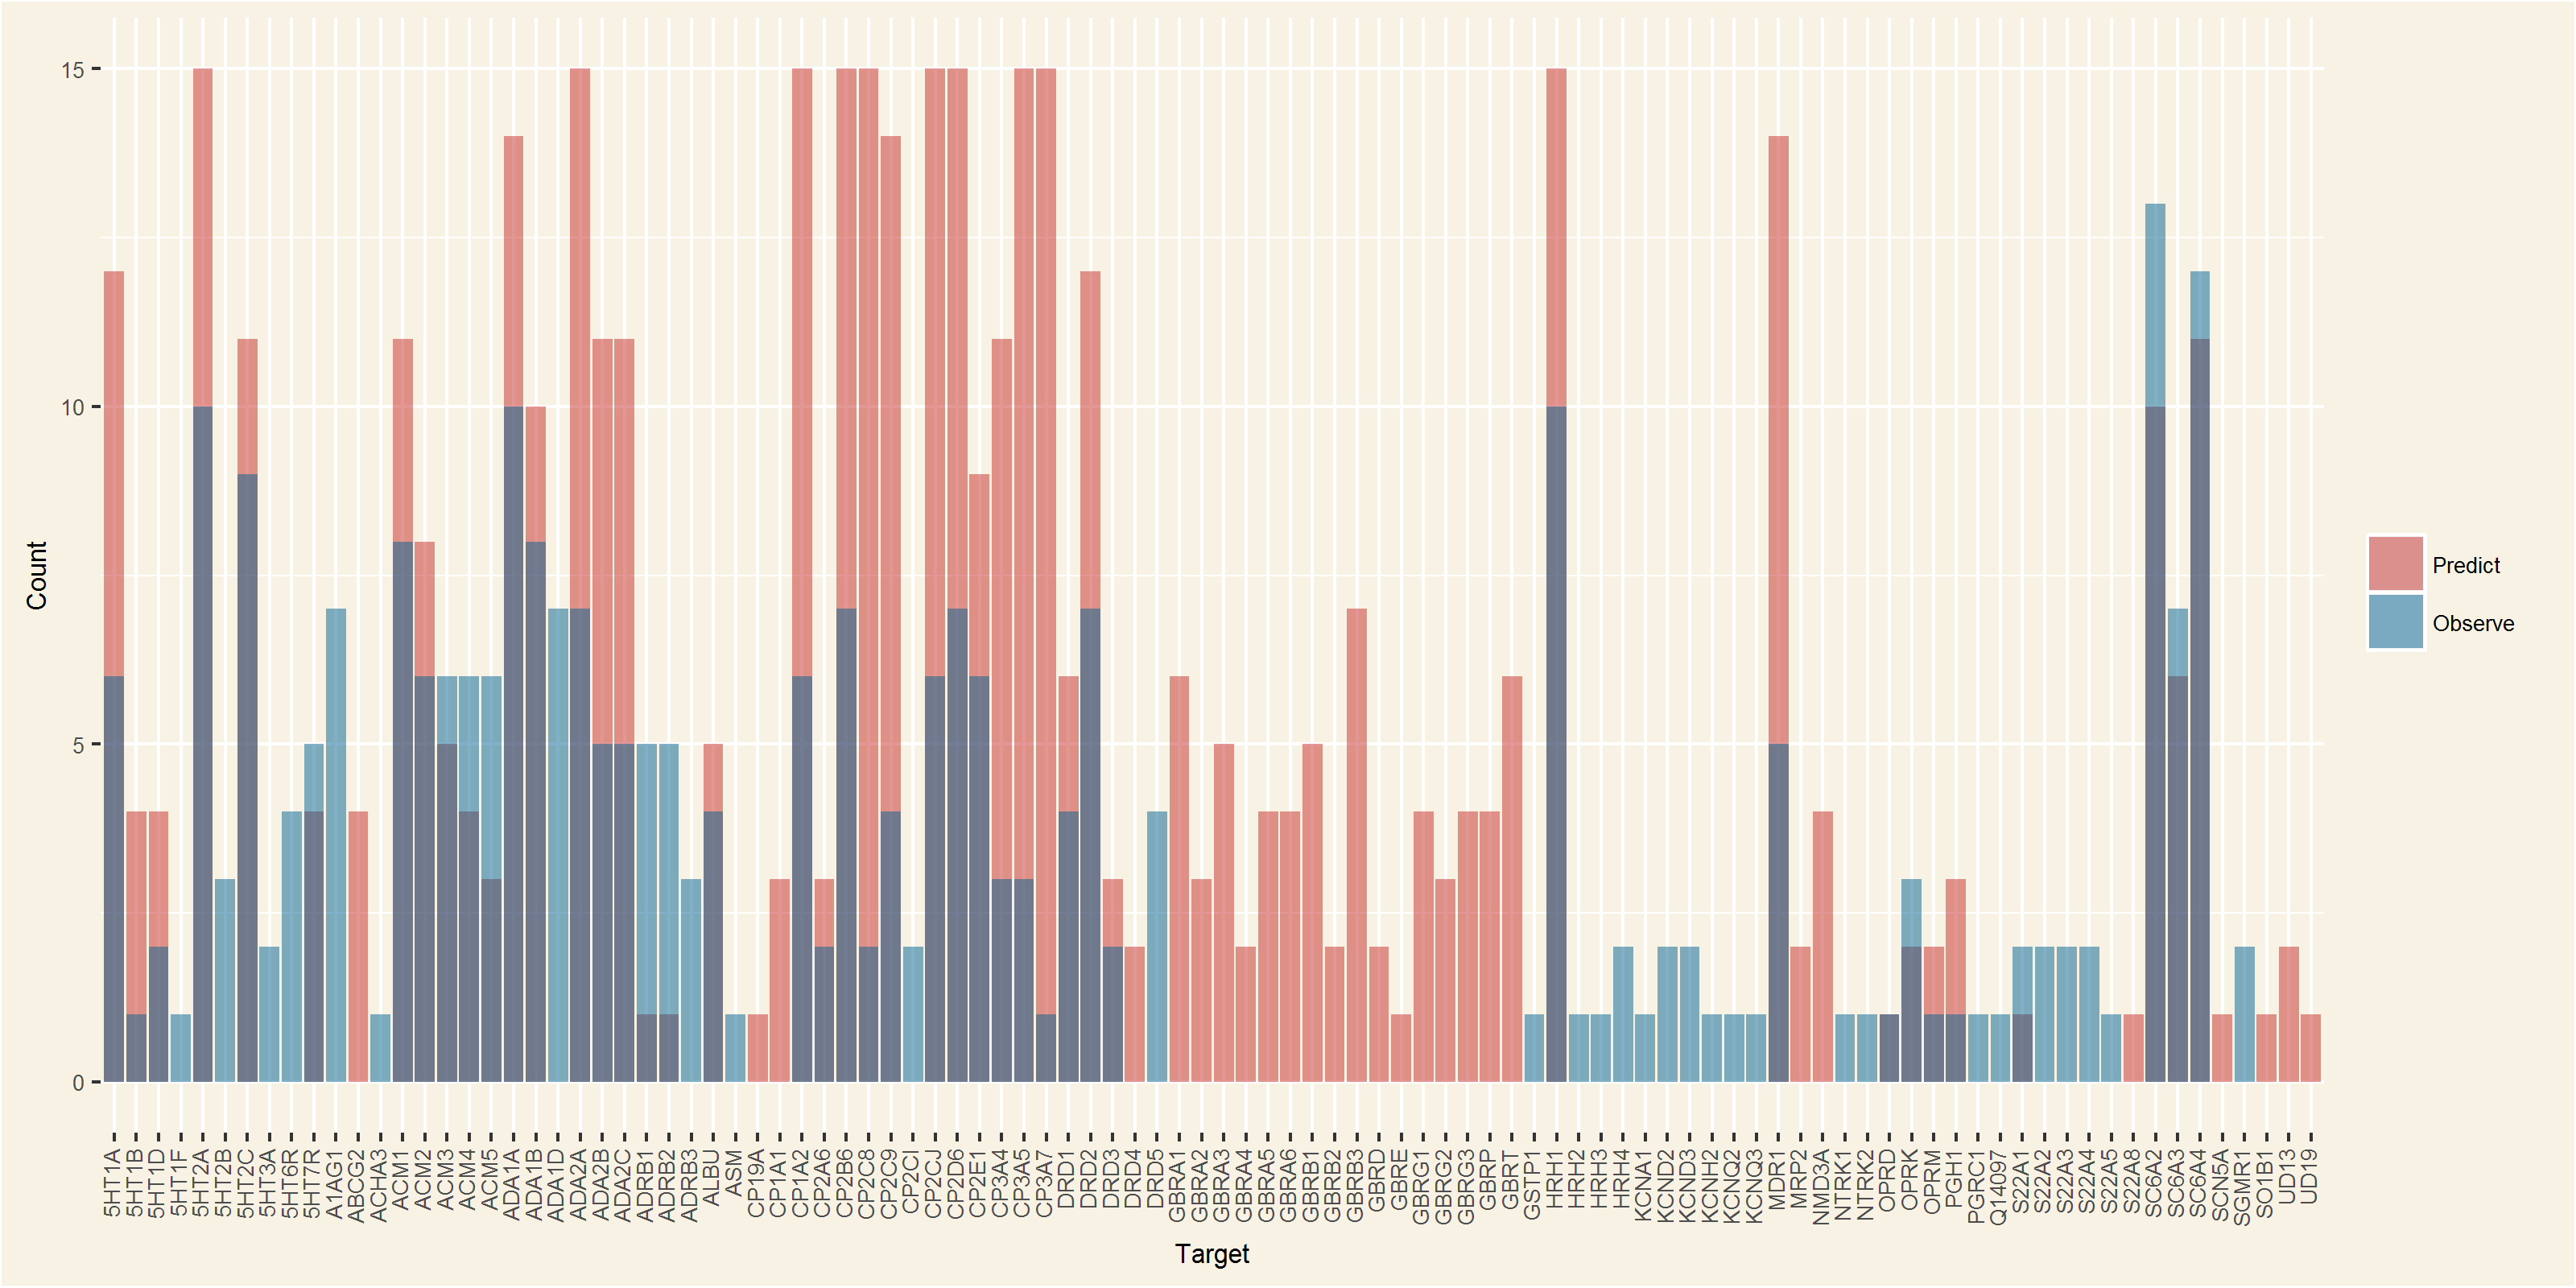 15
10
5
0
Count
5HT1A
5HT1B
5HT1D
5HT1F
5HT2A
5HT2B
5HT2C
5HT3A
5HT6R
5HT7R
A1AG1
ABCG2
ACHA3
ACM1
ACM2
ACM3
ACM4
ACM5
ADA1A
ADA1B
ADA1D
ADA2A
ADA2B
ADA2C
ADRB1
ADRB2
ADRB3
ALBU
ASM
CP19A
CP1A1
CP1A2
CP2A6
CP2B6
CP2C8
CP2C9
CP2CI
CP2CJ
CP2D6
CP2E1
CP3A4
CP3A5
CP3A7
DRD1
DRD2
DRD3
DRD4
DRD5
GBRA1
GBRA2
GBRA3
GBRA4
GBRA5
GBRA6
GBRB1
GBRB2
GBRB3
GBRD
GBRE
GBRG1
GBRG2
GBRG3
GBRP
GBRT
GSTP1
HRH1
HRH2
HRH3
HRH4
KCNA1
KCND2
KCND3
KCNH2
KCNQ2
KCNQ3
MDR1
MRP2
NMD3A
NTRK1
NTRK2
OPRD
OPRK
OPRM
PGH1
PGRC1
Q14097
S22A1
S22A2
S22A3
S22A4
S22A5
S22A8
SC6A2
SC6A3
SC6A4
SCN5A
SGMR1
SO1B1
UD13
UD19
Target
Predict
Observe